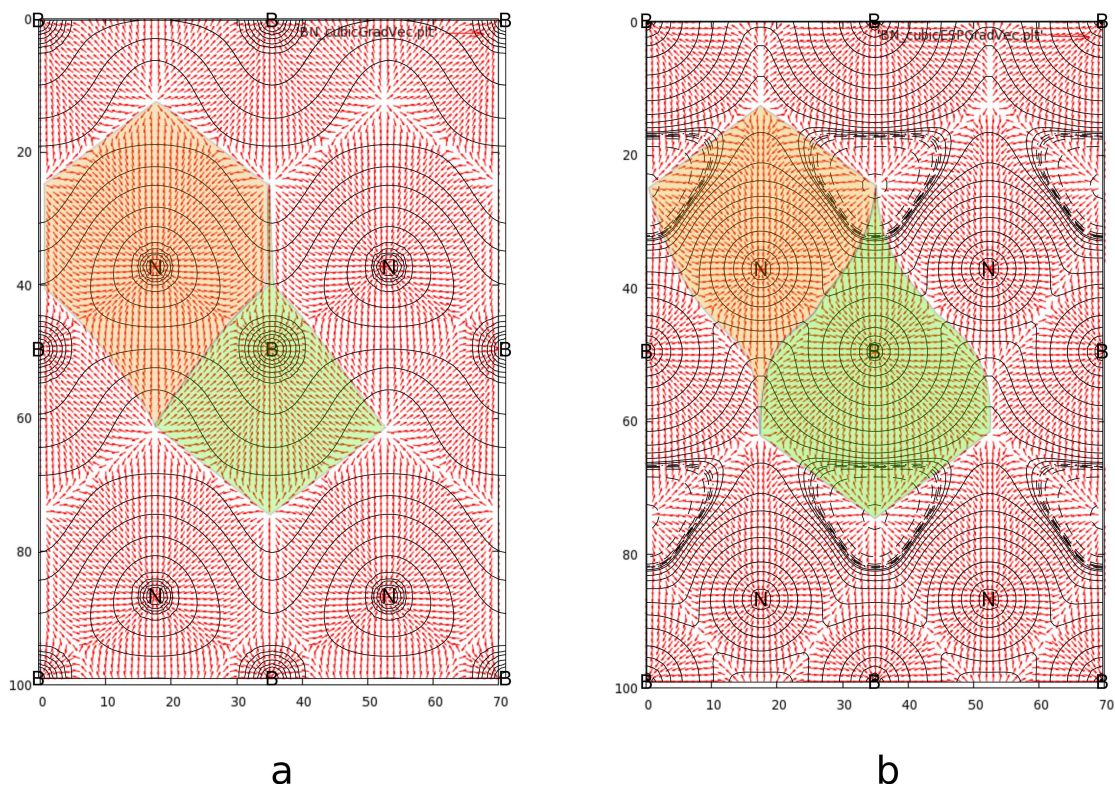 B B B B B B
0 0
'BN_cubicGradVec.plt' 'BN_cubicESPGradVec.plt'
20 20
N N N N
40 40
B B B B B B
60 60
80 80
N N N N
B B B B B B
100 100
0 10 20 30 40 50 60 70 0 10 20 30 40 50 60 70
a b